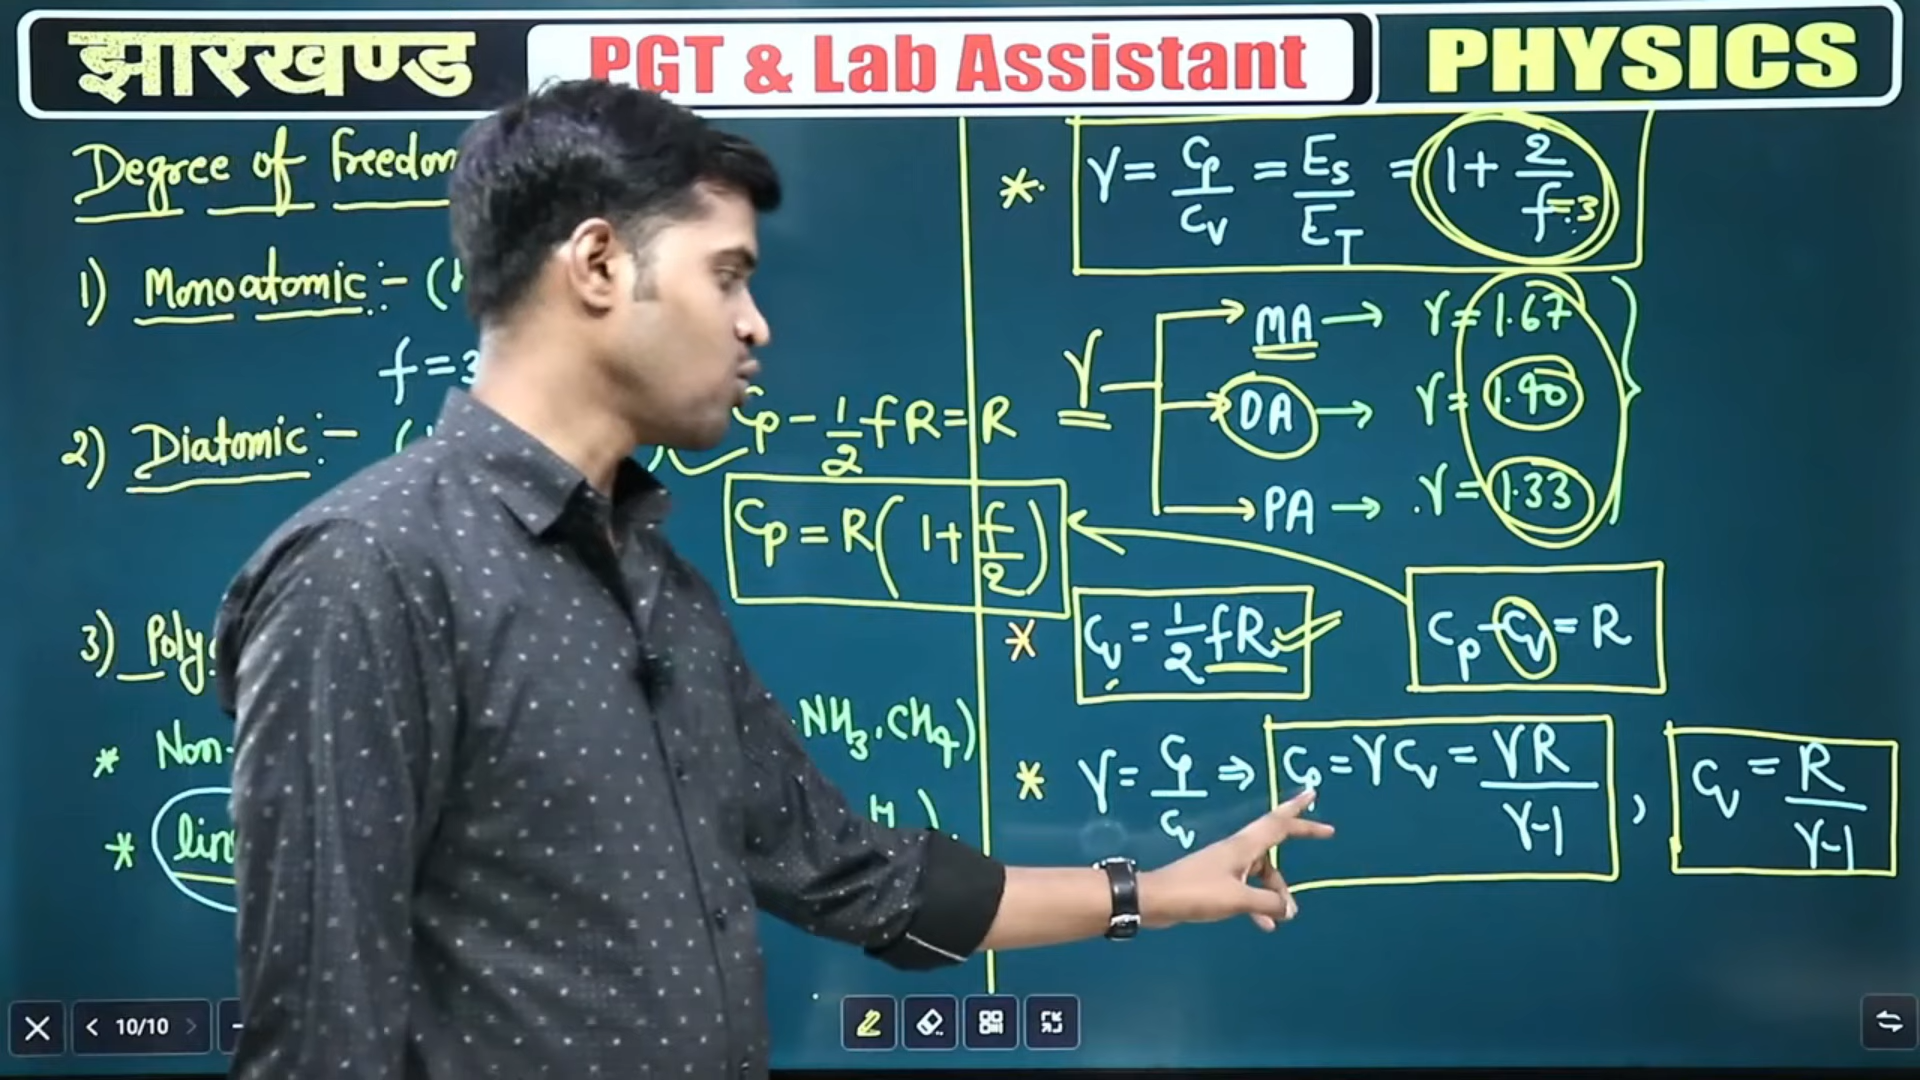 झारखण्ड PGT & Lab Assistant PHYSICS
Degree of freedom
1) Monoatomic :- (
f = 3
2) Diatomic :- (
3) Poly
* Non-
NH₃, CH₄)
* lin
Cp - 1/2 fR = R
Cp = R(1 + f/2)
* γ = Cp/Cv = Es/ET = 1 + 2/f = 3
γ → MA → γ = 1.67
DA → γ = 1.40
PA → γ = 1.33
* Cv = 1/2 fR
Cp - Cv = R
* γ = Cp/Cv ⇒ Cp = γCv = γR/γ-1 , Cv = R/γ-1
10/10